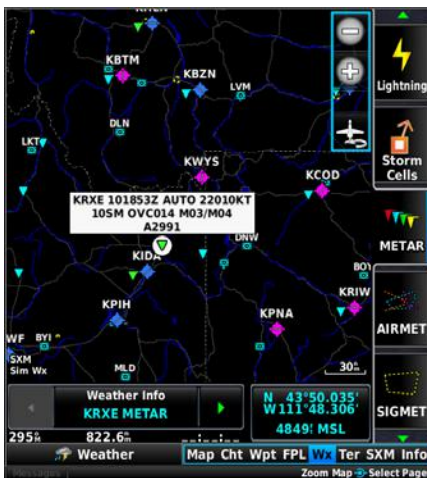 KBTM
KBZN
LVM
DLN
LKT
KWYS
KCOD
KRXE 101853Z AUTO 22010KT
10SM OVC014 M03/M04
A2991
DNW
KIDA
BOY
KRIW
KPIH
KPNA
WF
BYI
SXM
Sim Wx
MLD
30
Lightning
Storm
Cells
METAR
AIRMET
SIGMET
Weather Info
KRXE METAR
N 43°50.035'
W111°48.306'
4849 MSL
295
822.6
Weather
Map Cht Wpt FPL Wx Ter SXM Info
Messages
Zoom Map Select Page